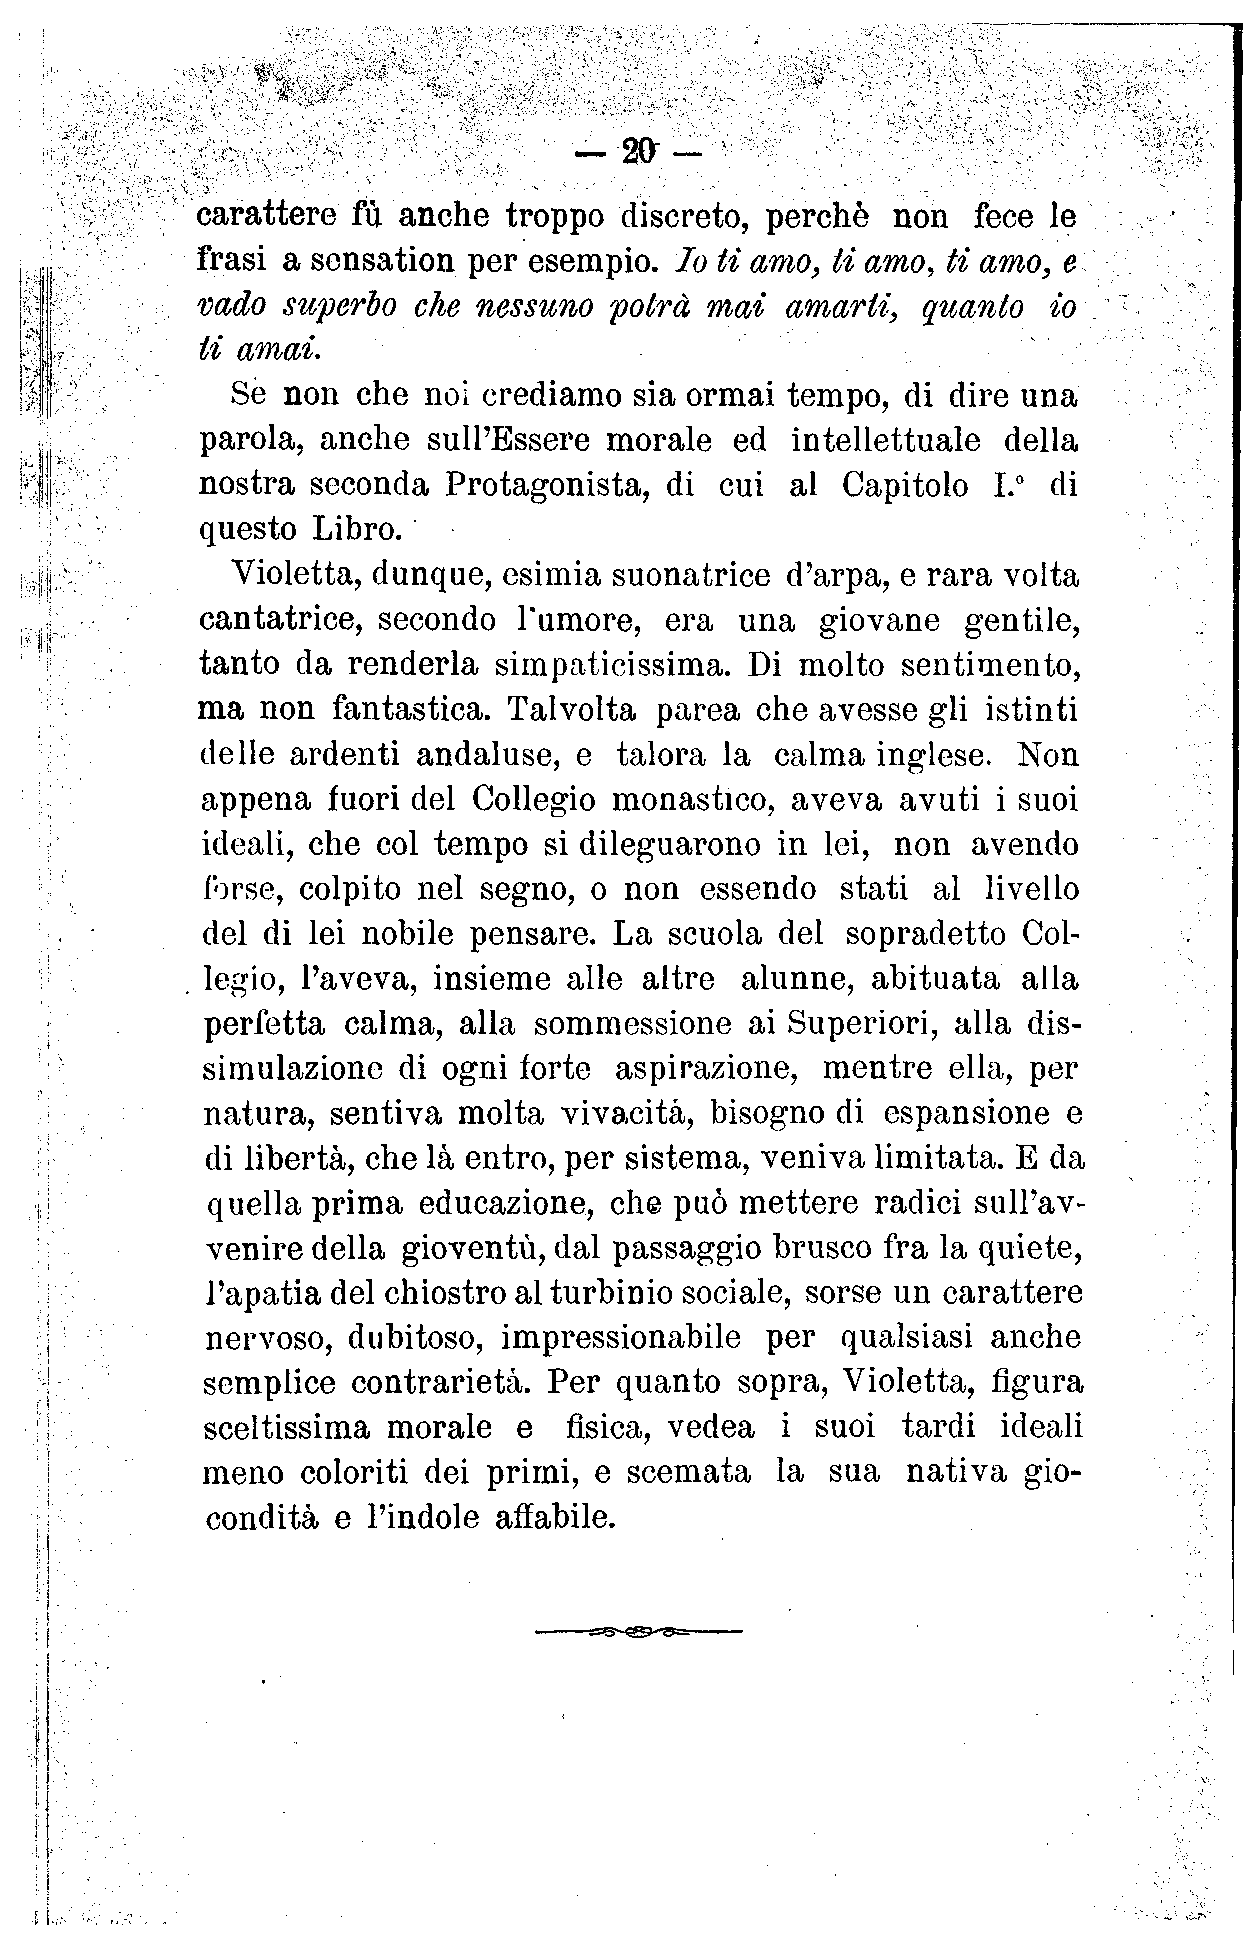 — 20 —
carattere fù anche troppo discreto, perchè non fece le
frasi a sensation per esempio. Io ti amo, ti amo, ti amo, e
vado superbo che nessuno potrà mai amarti, quanto io
ti amai.
Se non che noi crediamo sia ormai tempo, di dire una
parola, anche sull'Essere morale ed intellettuale della
nostra seconda Protagonista, di cui al Capitolo I.° di
questo Libro.
Violetta, dunque, esimia suonatrice d'arpa, e rara volta
cantatrice, secondo l'umore, era una giovane gentile,
tanto da renderla simpaticissima. Di molto sentimento,
ma non fantastica. Talvolta parea che avesse gli istinti
delle ardenti andaluse, e talora la calma inglese. Non
appena fuori del Collegio monastico, aveva avuti i suoi
ideali, che col tempo si dileguarono in lei, non avendo
forse, colpito nel segno, o non essendo stati al livello
del di lei nobile pensare. La scuola del sopradetto Col-
legio, l'aveva, insieme alle altre alunne, abituata alla
perfetta calma, alla sommessione ai Superiori, alla dis-
simulazione di ogni forte aspirazione, mentre ella, per
natura, sentiva molta vivacità, bisogno di espansione e
di libertà, che là entro, per sistema, veniva limitata. E da
quella prima educazione, che può mettere radici sull'av-
venire della gioventù, dal passaggio brusco fra la quiete,
l'apatia del chiostro al turbinio sociale, sorse un carattere
nervoso, dubitoso, impressionabile per qualsiasi anche
semplice contrarietà. Per quanto sopra, Violetta, figura
sceltissima morale e fisica, vedea i suoi tardi ideali
meno coloriti dei primi, e scemata la sua nativa gio-
condità e l'indole affabile.